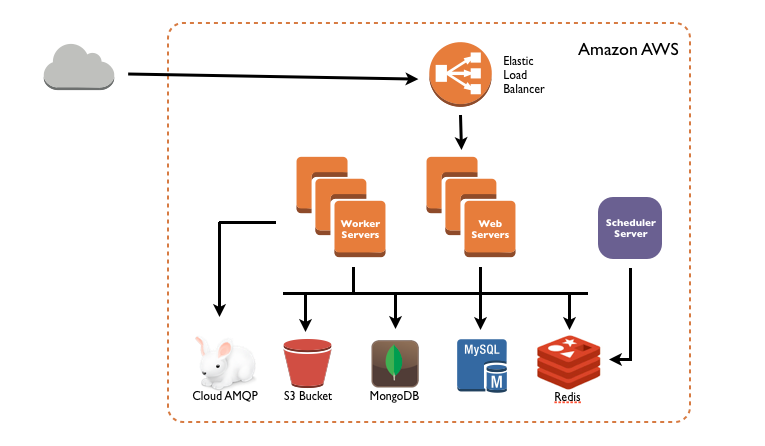 Amazon AWS
Elastic
Load
Balancer
Worker
Servers
Web
Servers
Scheduler
Server
MySQL
M
Cloud AMQP
S3 Bucket
MongoDB
Redis